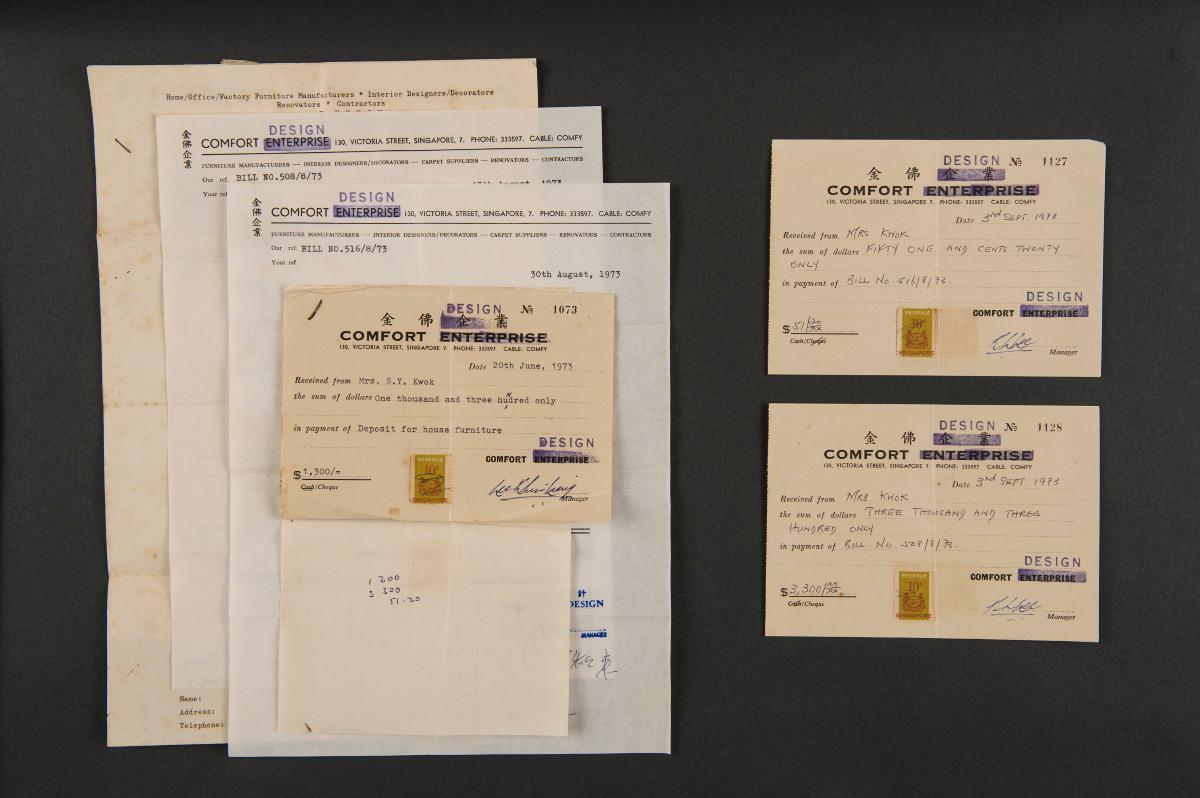 Home/Office/Factory Furniture Manufacturers * Interior Designers/Decorators
Renovators * Contractors
金佛企業
DESIGN
COMFORT ENTERPRISE 130, VICTORIA STREET, SINGAPORE 7. PHONE: 333597. CABLE: COMFY
FURNITURE MANUFACTURERS — INTERIOR DESIGNERS/DECORATORS — CARPET SUPPLIERS — RENOVATORS — CONTRACTORS
Our ref. BILL NO.508/8/73
August, 1973
Your ref
金佛企業
DESIGN
COMFORT ENTERPRISE 130, VICTORIA STREET, SINGAPORE 7. PHONE: 333597. CABLE: COMFY
FURNITURE MANUFACTURERS — INTERIOR DESIGNERS/DECORATORS — CARPET SUPPLIERS — RENOVATORS — CONTRACTORS
Our ref. BILL NO.516/8/73
Your ref.
30th August, 1973
DESIGN № 1073
金 佛 企 業
COMFORT ENTERPRISE
130, VICTORIA STREET, SINGAPORE 7. PHONE: 333597 CABLE: COMFY
Date 20th June, 1973
Received from Mrs. S.Y. Kwok
the sum of dollars One thousand and three hudred only
n
in payment of Deposit for house furniture
DESIGN
COMFORT ENTERPRISE
$ 1,300/=
Cash/Cheque
REVENUE
10c
SINGAPORE
Manager
1 300
3 300
51.20
DESIGN
MANAGER
Name:
Address:
Telephone:
DESIGN № 1127
金 佛 企 業
COMFORT ENTERPRISE
130, VICTORIA STREET, SINGAPORE 7. PHONE: 333597 CABLE: COMFY
Date 3rd SEPT. 1973
Received from MRS KWOK
the sum of dollars FIFTY ONE AND CENTS TWENTY
ONLY
in payment of BILL NO. 516/8/73.
DESIGN
COMFORT ENTERPRISE
$ 51/20
Cash/Cheque
REVENUE
10c
SINGAPORE
Manager
DESIGN № 1128
金 佛 企 業
COMFORT ENTERPRISE
130, VICTORIA STREET, SINGAPORE 7. PHONE: 333597 CABLE: COMFY
Date 3rd SEPT. 1973
Received from MRS KWOK
the sum of dollars THREE THOUSAND AND THREE
HUNDRED ONLY
in payment of BILL NO. 508/8/73.
DESIGN
COMFORT ENTERPRISE
$ 3,300/xx
Cash/Cheque
REVENUE
10c
SINGAPORE
Manager